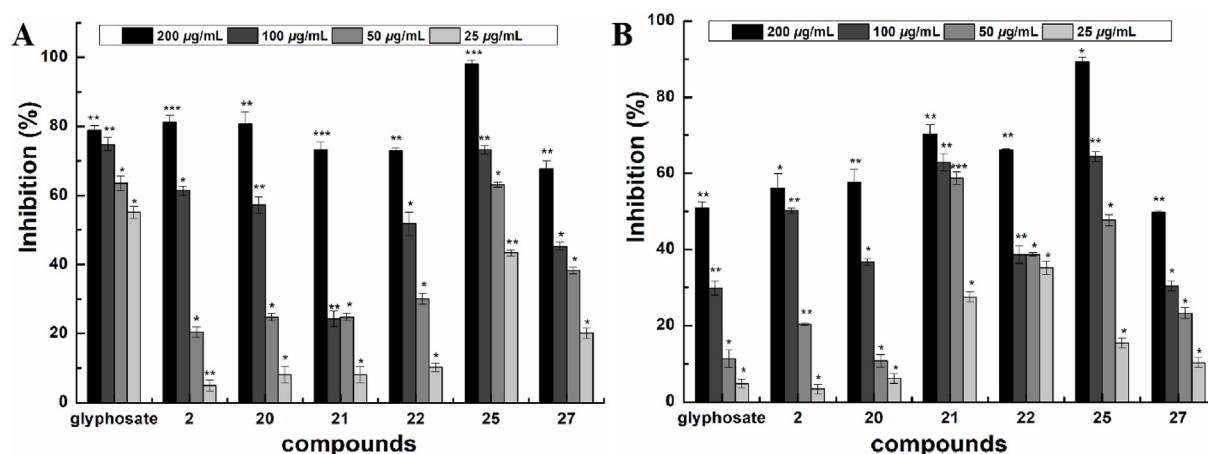 A
200 µg/mL 100 µg/mL 50 µg/mL 25 µg/mL
Inhibition (%)
100
80
60
40
20
0
** ** * *
*** * * **
** ** * *
*** ** * *
** * * *
*** ** * **
** * * *
glyphosate 2 20 21 22 25 27
compounds
B
200 µg/mL 100 µg/mL 50 µg/mL 25 µg/mL
Inhibition (%)
100
80
60
40
20
0
** ** * *
* * ** *
** * * *
** ** *** *
** ** * *
* ** * *
** * * *
glyphosate 2 20 21 22 25 27
compounds